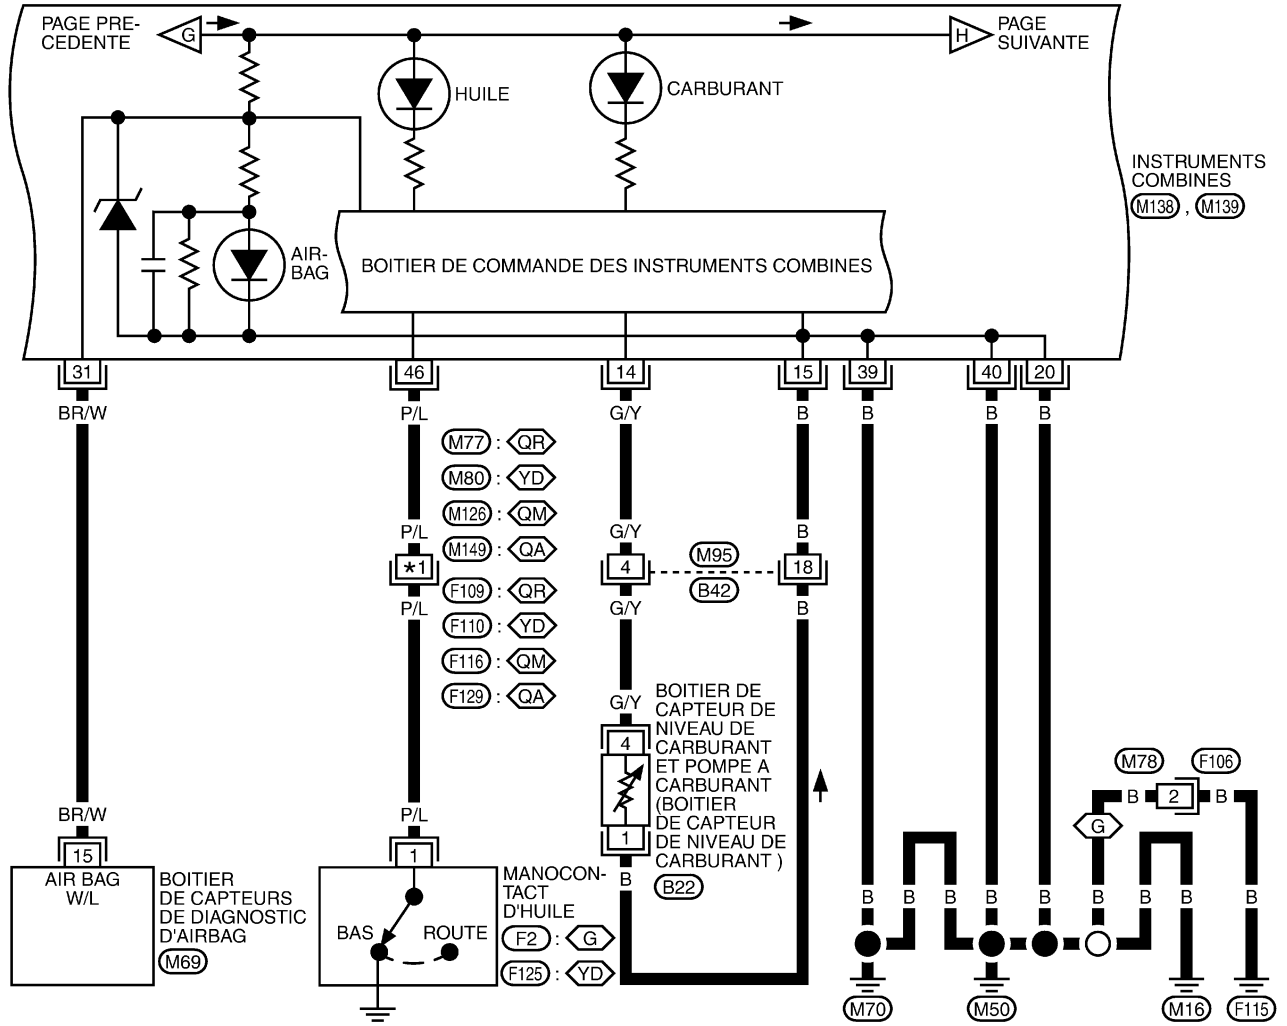 PAGE PRE-
CEDENTE
G
H
PAGE
SUIVANTE
HUILE
CARBURANT
INSTRUMENTS
COMBINES
M138 , M139
AIR-
BAG
BOITIER DE COMMANDE DES INSTRUMENTS COMBINES
31 46 14 15 39 40 20
BR/W P/L G/Y B B B B
M77 : QR
M80 : YD
M126 : QM
M149 : QA
F109 : QR
F110 : YD
F116 : QM
F129 : QA
P/L G/Y B
*1 4 18
M95
B42
P/L G/Y B
G/Y
4
1
B
BOITIER DE
CAPTEUR DE
NIVEAU DE
CARBURANT
ET POMPE A
CARBURANT
(BOITIER
DE CAPTEUR
DE NIVEAU DE
CARBURANT )
B22
M78 F106
B 2 B
G
BR/W
15
AIR BAG
W/L
BOITIER
DE CAPTEURS
DE DIAGNOSTIC
D'AIRBAG
M69
P/L
1
BAS ROUTE
MANOCON-
TACT
D'HUILE
F2 : G
F125 : YD
B B B B B B B B B
M70 M50 M16 F115